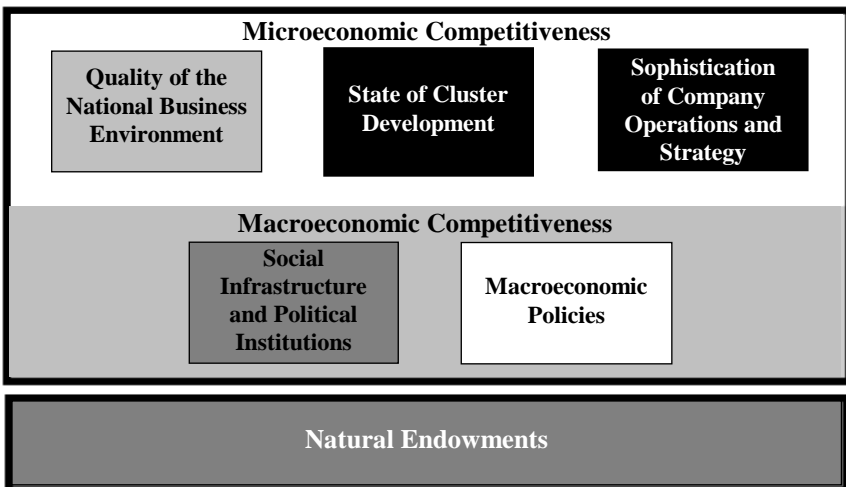 Microeconomic Competitiveness
Quality of the
National Business
Environment
State of Cluster
Development
Sophistication
of Company
Operations and
Strategy
Macroeconomic Competitiveness
Social
Infrastructure
and Political
Institutions
Macroeconomic
Policies
Natural Endowments